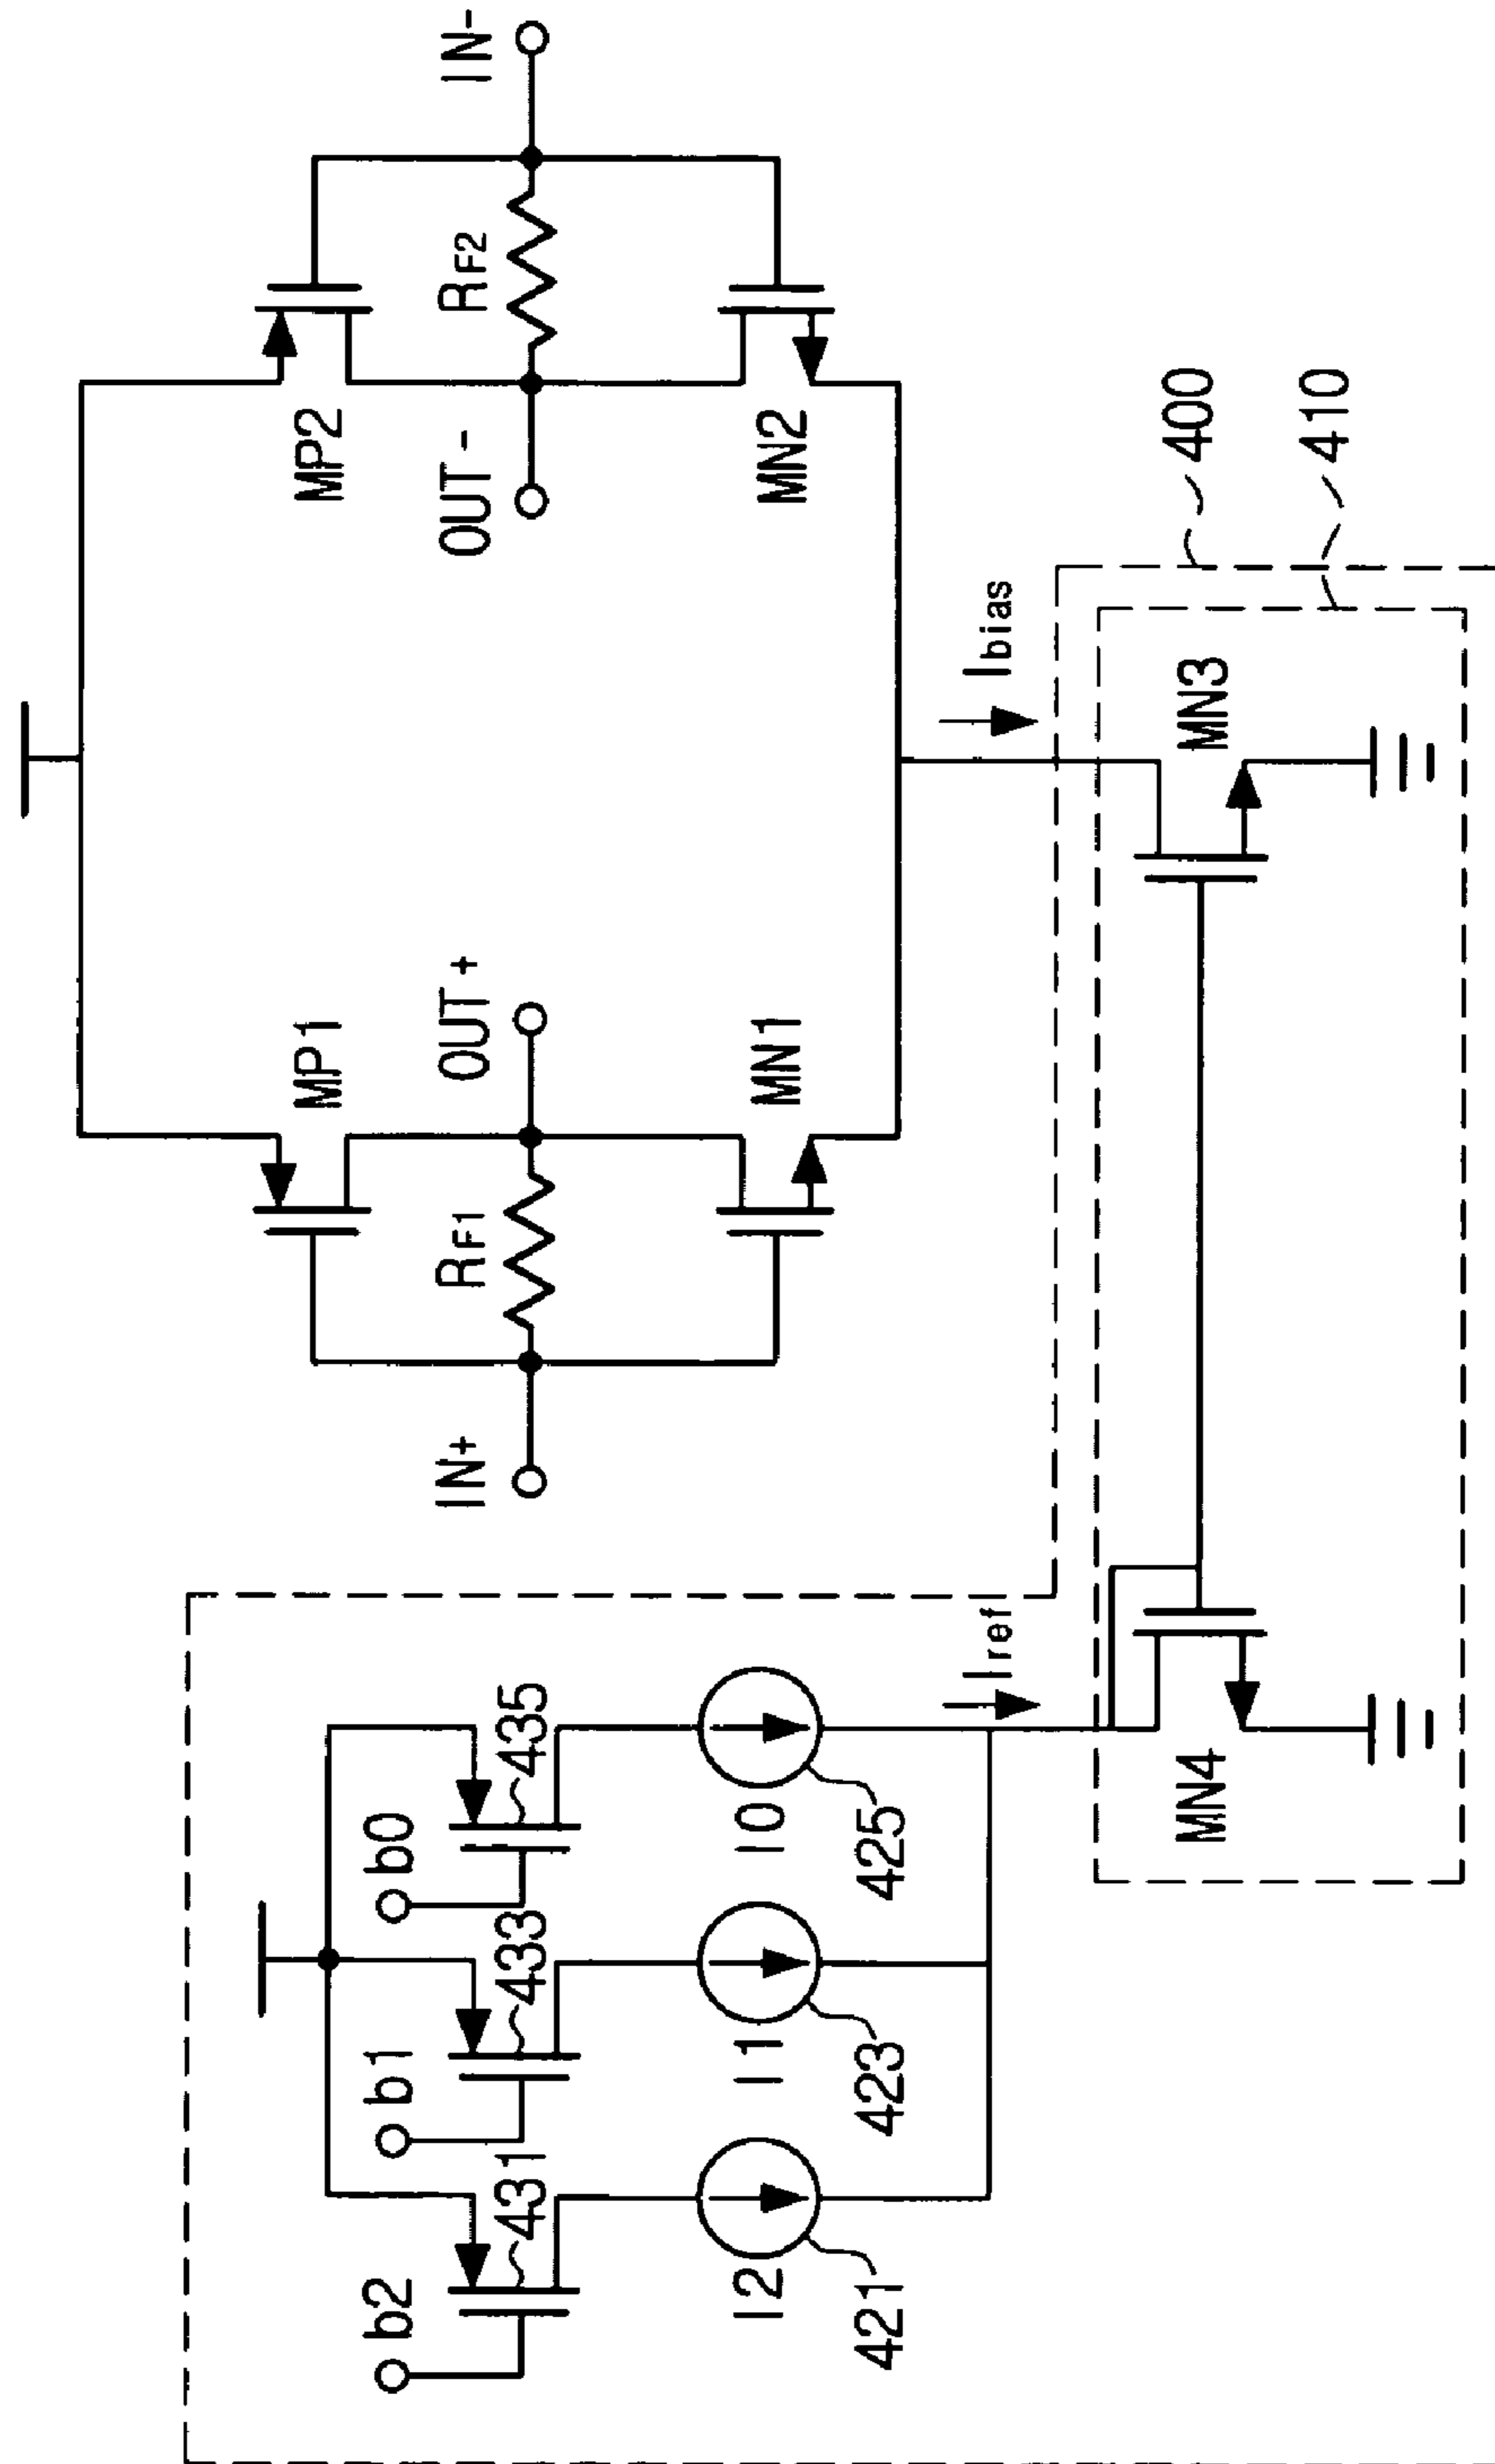 MP1
MP2
b2
b1
b0
IN+
RF1
OUT+
OUT-
RF2
IN-
431
433
435
I2
I1
I0
MN1
MN2
421
423
425
Iref
Ibias
400
MN4
MN3
410